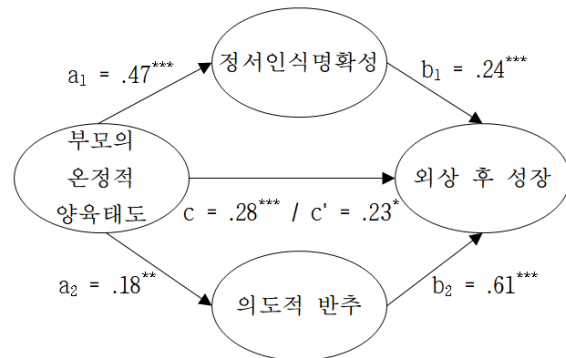 정서인식명확성
a₁ = .47***
b₁ = .24***
부모의
온정적
양육태도
외상 후 성장
c = .28*** / c' = .23*
a₂ = .18**
b₂ = .61***
의도적 반추